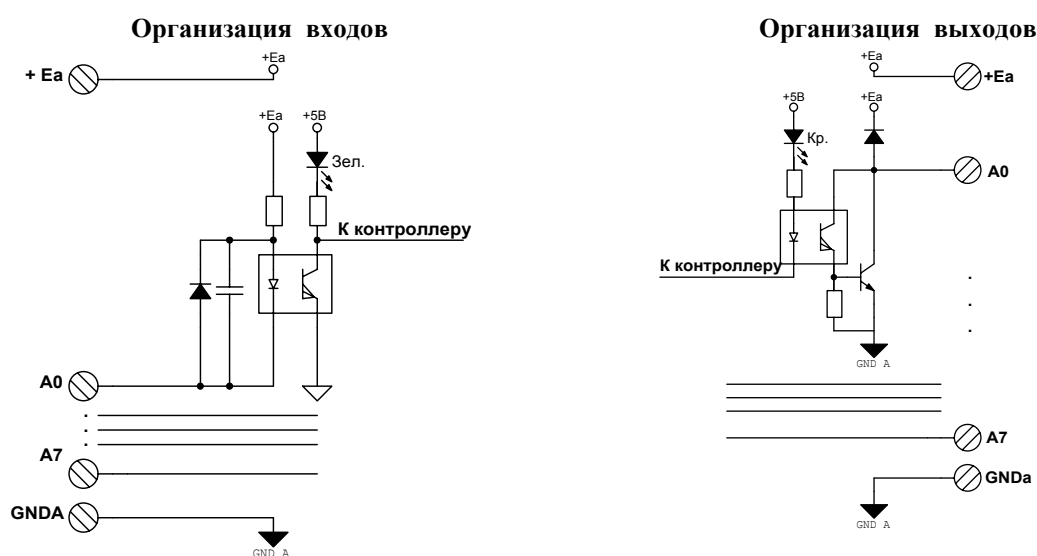 Организация входов
+ Ea
+Ea
+Ea
+5В
Зел.
К контроллеру
A0
.
.
.
A7
GNDA
GND A
Организация выходов
+Ea
+Ea
+5В
+Ea
Кр.
A0
К контроллеру
.
.
.
GND A
A7
GNDa
GND A